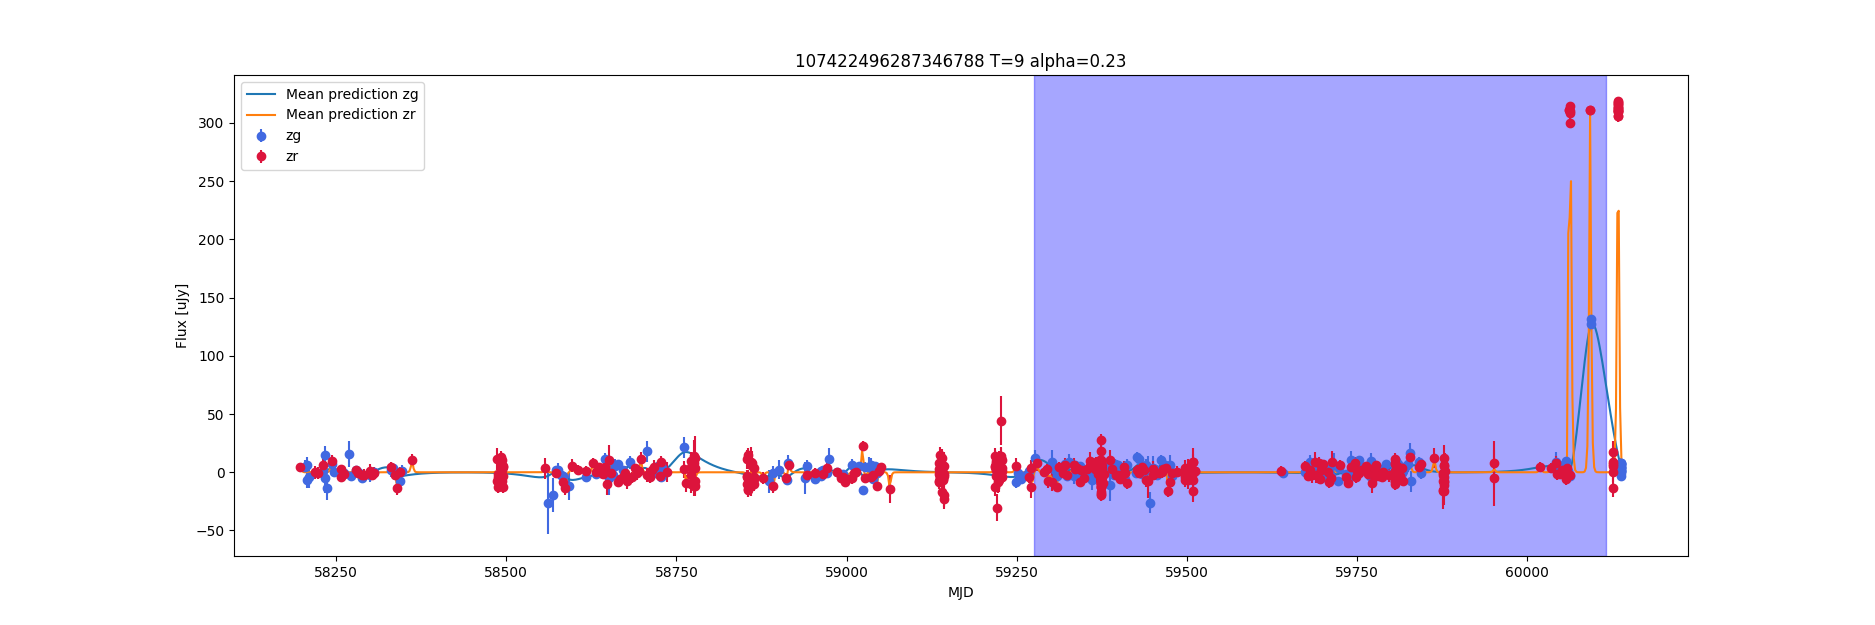 107422496287346788 T=9 alpha=0.23
Mean prediction zg
Mean prediction zr
zg
zr
Flux [uJy]
300
250
200
150
100
50
0
−50
58250 58500 58750 59000 59250 59500 59750 60000
MJD